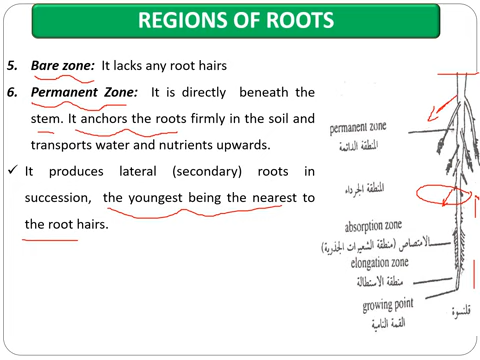 REGIONS OF ROOTS
5. Bare zone: It lacks any root hairs
6. Permanent Zone: It is directly beneath the
stem. It anchors the roots firmly in the soil and
transports water and nutrients upwards.
✓ It produces lateral (secondary) roots in
succession, the youngest being the nearest to
the root hairs.
permanent zone
المنطقة الدائمة
المنطقة الجرداء
absorption zone
الامتصاص (منطقة الشعيرات الجذرية)
elongation zone
منطقة الاستطالة
growing point
القمة النامية
قلنسوة